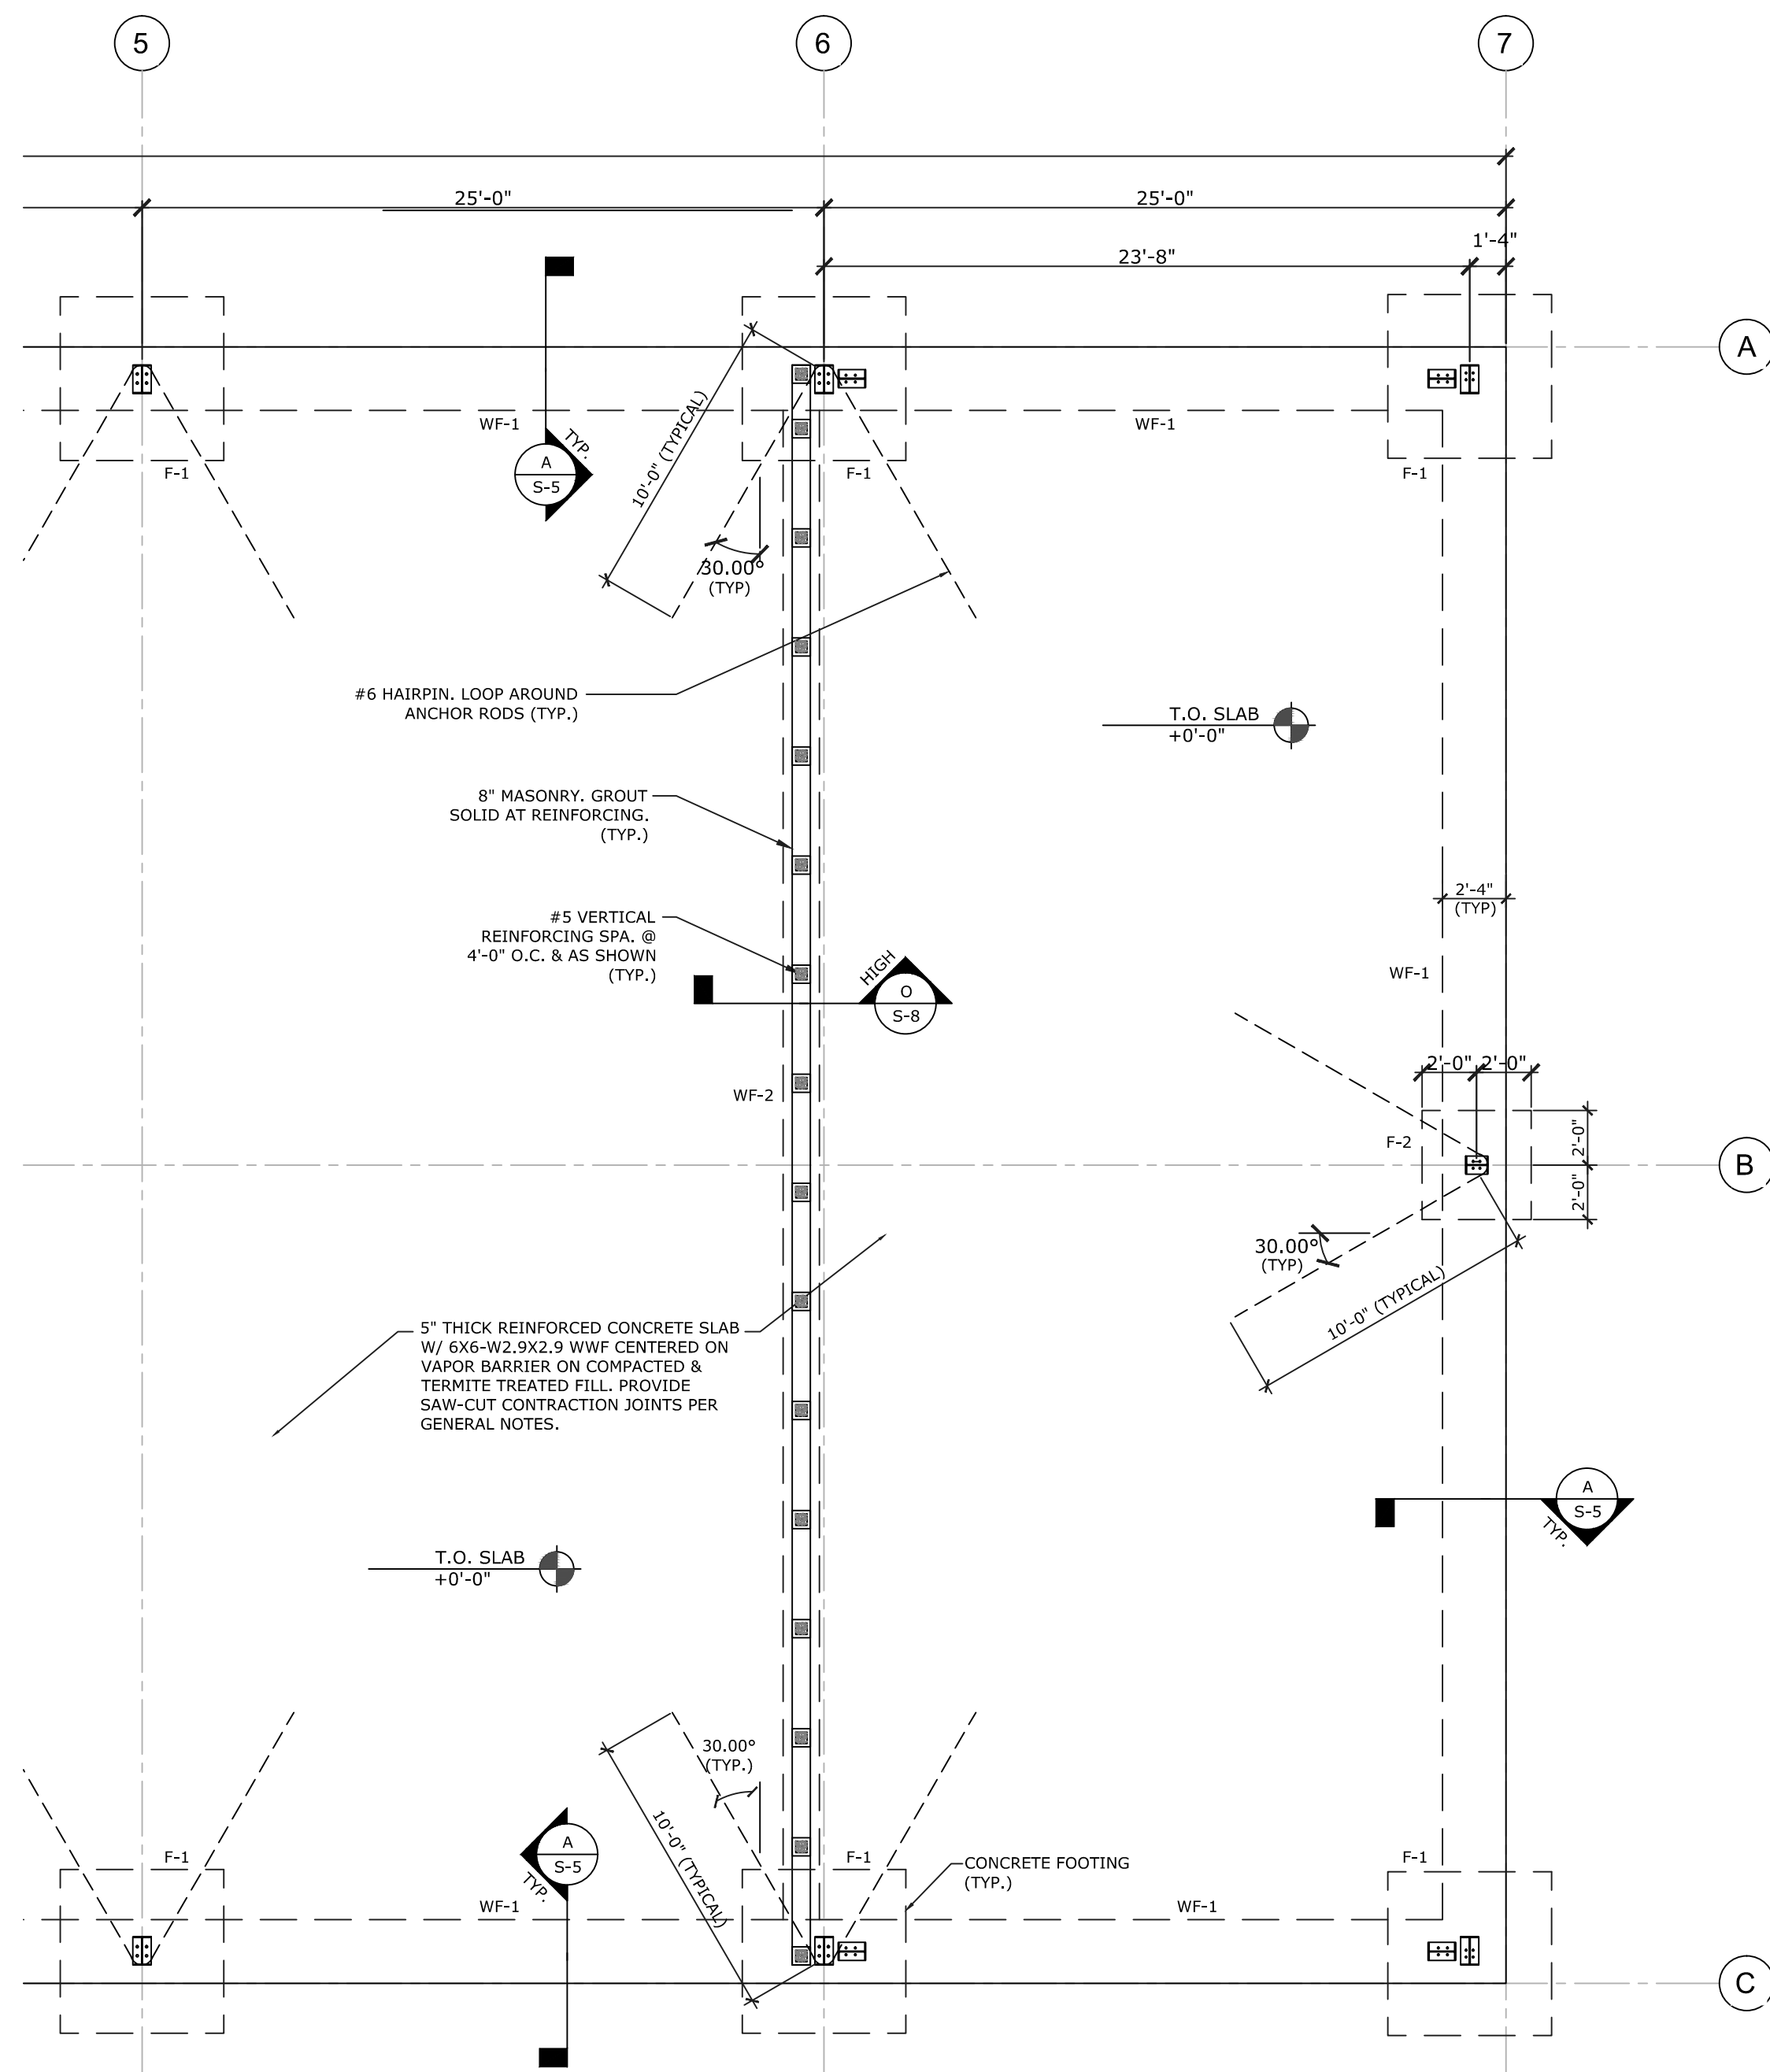 5
6
7
25'-0"
25'-0"
1'-4"
23'-8"
A
WF-1
WF-1
TYP.
A
S-5
10'-0" (TYPICAL)
F-1
F-1
F-1
30.00°
(TYP)
#6 HAIRPIN. LOOP AROUND
ANCHOR RODS (TYP.)
T.O. SLAB
+0'-0"
8" MASONRY. GROUT
SOLID AT REINFORCING.
(TYP.)
2'-4"
(TYP)
#5 VERTICAL
REINFORCING SPA. @
4'-0" O.C. & AS SHOWN
(TYP.)
HIGH
O
S-8
WF-1
2'-0"
2'-0"
WF-2
F-2
2'-0"
B
2'-0"
30.00°
(TYP)
10'-0" (TYPICAL)
5" THICK REINFORCED CONCRETE SLAB
W/ 6X6-W2.9X2.9 WWF CENTERED ON
VAPOR BARRIER ON COMPACTED &
TERMITE TREATED FILL. PROVIDE
SAW-CUT CONTRACTION JOINTS PER
GENERAL NOTES.
A
S-5
TYP.
T.O. SLAB
+0'-0"
30.00°
(TYP.)
10'-0" (TYPICAL)
A
S-5
TYP.
F-1
F-1
F-1
CONCRETE FOOTING
(TYP.)
WF-1
WF-1
C